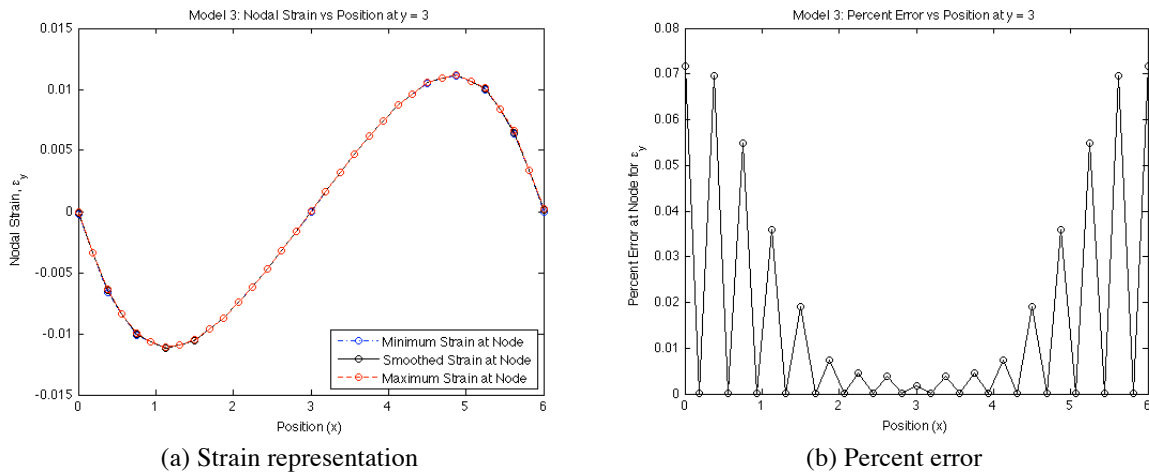 Model 3: Nodal Strain vs Position at y = 3
0.015
0.01
0.005
0
-0.005
-0.01
-0.015
Nodal Strain, ε_y
0 1 2 3 4 5 6
Position (x)
Minimum Strain at Node
Smoothed Strain at Node
Maximum Strain at Node
(a) Strain representation
Model 3: Percent Error vs Position at y = 3
0.08
0.07
0.06
0.05
0.04
0.03
0.02
0.01
0
Percent Error at Node for ε_y
0 1 2 3 4 5 6
Position (x)
(b) Percent error